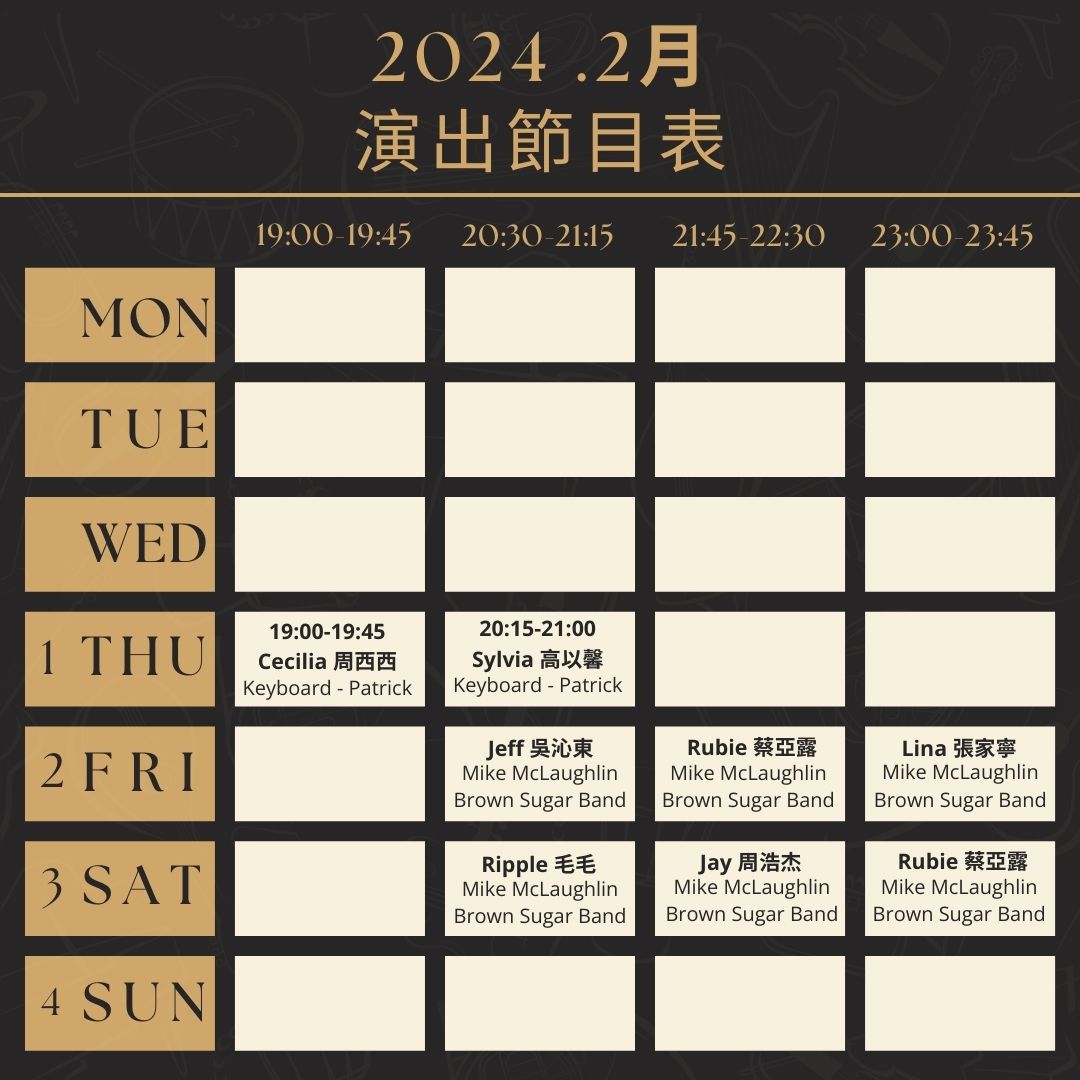 2024 .2月
演出節目表
19:00-19:45 20:30-21:15 21:45-22:30 23:00-23:45
MON
TUE
WED
1 THU
19:00-19:45
Cecilia 周西西
Keyboard - Patrick
20:15-21:00
Sylvia 高以馨
Keyboard - Patrick
2 FRI
Jeff 吳沁東
Mike McLaughlin
Brown Sugar Band
Rubie 蔡亞露
Mike McLaughlin
Brown Sugar Band
Lina 張家寧
Mike McLaughlin
Brown Sugar Band
3 SAT
Ripple 毛毛
Mike McLaughlin
Brown Sugar Band
Jay 周浩杰
Mike McLaughlin
Brown Sugar Band
Rubie 蔡亞露
Mike McLaughlin
Brown Sugar Band
4 SUN